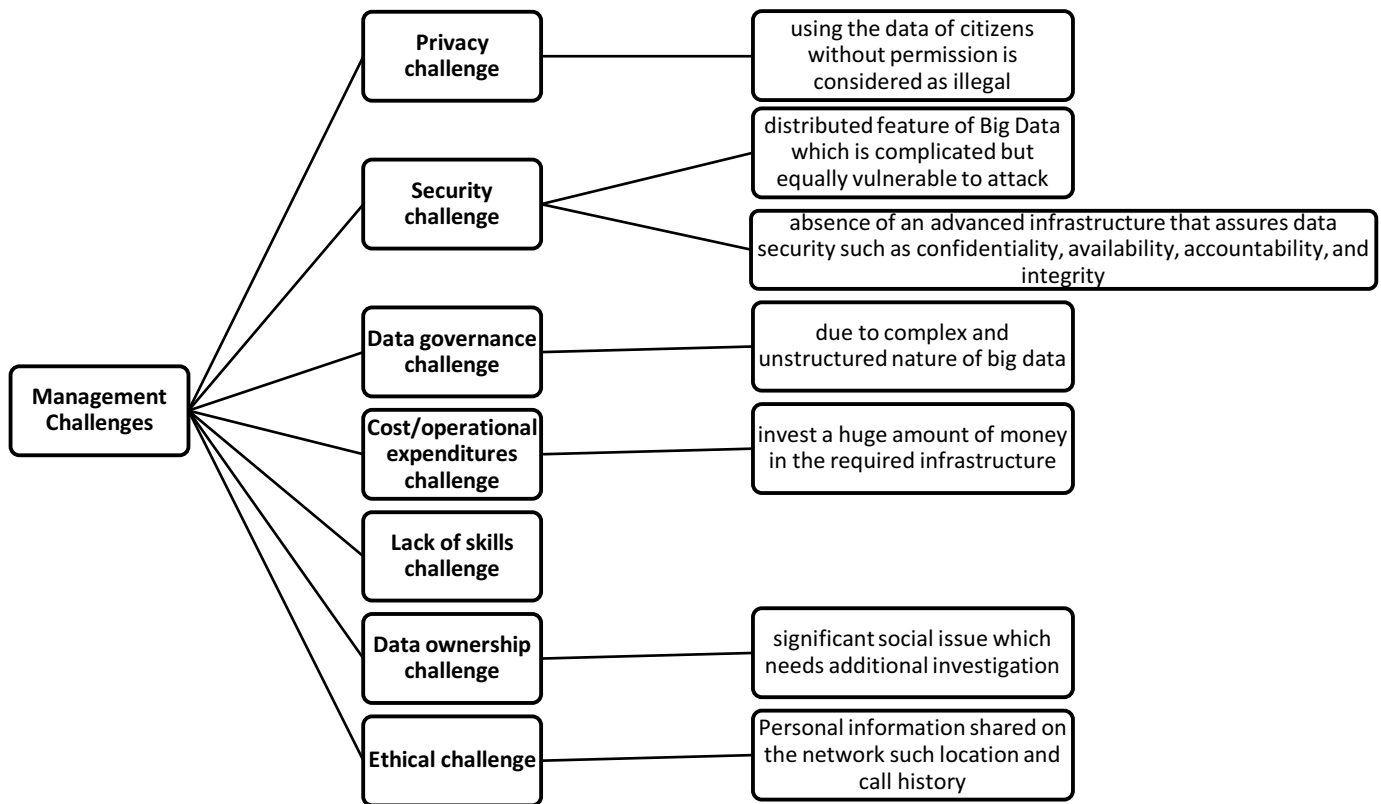 Privacy
challenge
using the data of citizens
without permission is
considered as illegal
Security
challenge
distributed feature of Big Data
which is complicated but
equally vulnerable to attack
absence of an advanced infrastructure that assures data
security such as confidentiality, availability, accountability, and
integrity
Management
Challenges
Data governance
challenge
due to complex and
unstructured nature of big data
Cost/operational
expenditures
challenge
invest a huge amount of money
in the required infrastructure
Lack of skills
challenge
Data ownership
challenge
significant social issue which
needs additional investigation
Ethical challenge
Personal information shared on
the network such location and
call history